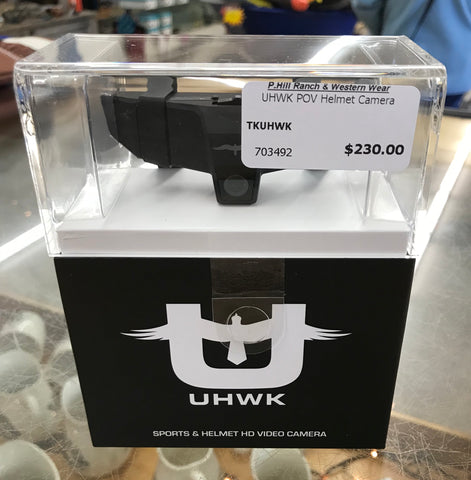 P.Hill Ranch & Western Wear
UHWK POV Helmet Camera
TKUHWK
703492 $230.00
U
UHWK
SPORTS & HELMET HD VIDEO CAMERA